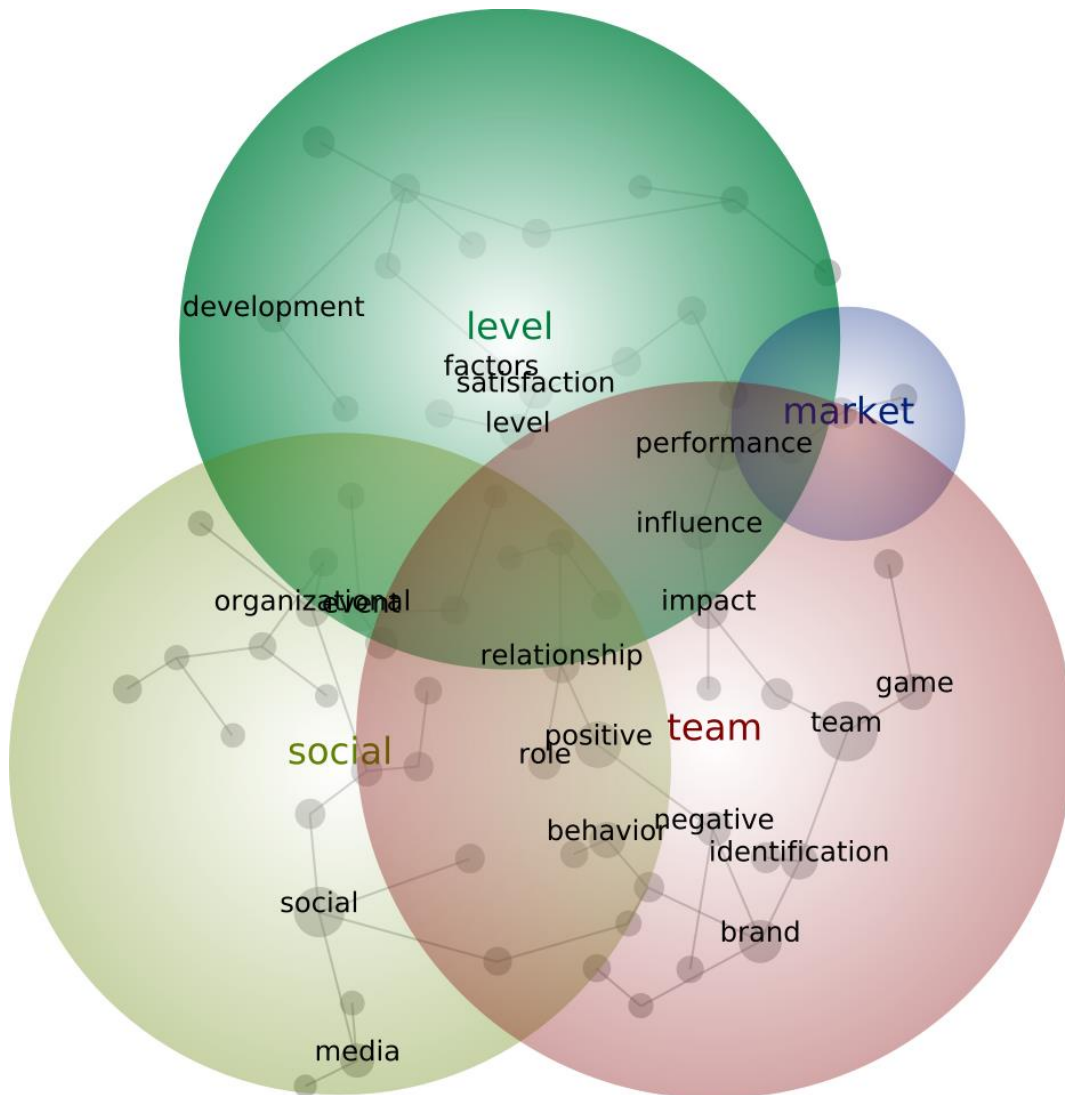 development
level
factors
satisfaction
level
market
performance
influence
organizational
event
impact
relationship
game
team
team
positive
role
social
negative
behavior
identification
social
brand
media